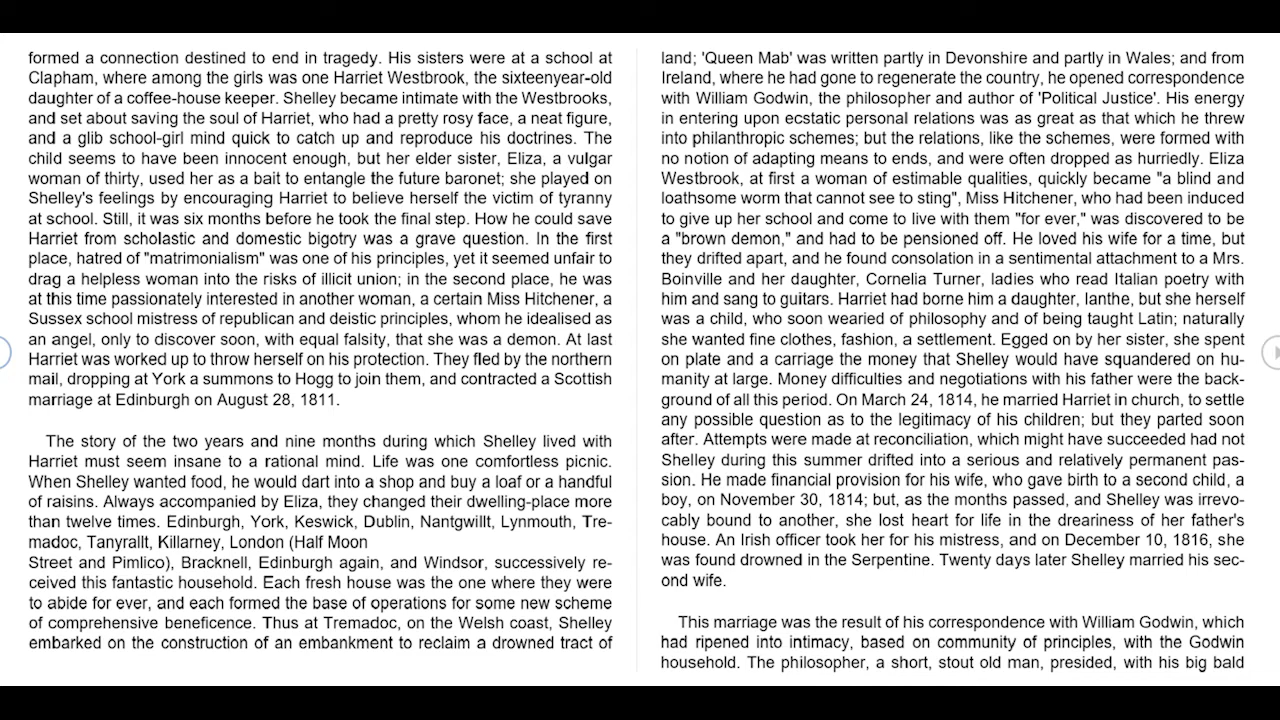 formed a connection destined to end in tragedy. His sisters were at a school at
Clapham, where among the girls was one Harriet Westbrook, the sixteenyear-old
daughter of a coffee-house keeper. Shelley became intimate with the Westbrooks,
and set about saving the soul of Harriet, who had a pretty rosy face, a neat figure,
and a glib school-girl mind quick to catch up and reproduce his doctrines. The
child seems to have been innocent enough, but her elder sister, Eliza, a vulgar
woman of thirty, used her as a bait to entangle the future baronet; she played on
Shelley's feelings by encouraging Harriet to believe herself the victim of tyranny
at school. Still, it was six months before he took the final step. How he could save
Harriet from scholastic and domestic bigotry was a grave question. In the first
place, hatred of "matrimonialism" was one of his principles, yet it seemed unfair to
drag a helpless woman into the risks of illicit union; in the second place, he was
at this time passionately interested in another woman, a certain Miss Hitchener, a
Sussex school mistress of republican and deistic principles, whom he idealised as
an angel, only to discover soon, with equal falsity, that she was a demon. At last
Harriet was worked up to throw herself on his protection. They fled by the northern
mail, dropping at York a summons to Hogg to join them, and contracted a Scottish
marriage at Edinburgh on August 28, 1811.
The story of the two years and nine months during which Shelley lived with
Harriet must seem insane to a rational mind. Life was one comfortless picnic.
When Shelley wanted food, he would dart into a shop and buy a loaf or a handful
of raisins. Always accompanied by Eliza, they changed their dwelling-place more
than twelve times. Edinburgh, York, Keswick, Dublin, Nantgwillt, Lynmouth, Tre-
madoc, Tanyrallt, Killarney, London (Half Moon
Street and Pimlico), Bracknell, Edinburgh again, and Windsor, successively re-
ceived this fantastic household. Each fresh house was the one where they were
to abide for ever, and each formed the base of operations for some new scheme
of comprehensive beneficence. Thus at Tremadoc, on the Welsh coast, Shelley
embarked on the construction of an embankment to reclaim a drowned tract of
land; 'Queen Mab' was written partly in Devonshire and partly in Wales; and from
Ireland, where he had gone to regenerate the country, he opened correspondence
with William Godwin, the philosopher and author of 'Political Justice'. His energy
in entering upon ecstatic personal relations was as great as that which he threw
into philanthropic schemes; but the relations, like the schemes, were formed with
no notion of adapting means to ends, and were often dropped as hurriedly. Eliza
Westbrook, at first a woman of estimable qualities, quickly became "a blind and
loathsome worm that cannot see to sting", Miss Hitchener, who had been induced
to give up her school and come to live with them "for ever," was discovered to be
a "brown demon," and had to be pensioned off. He loved his wife for a time, but
they drifted apart, and he found consolation in a sentimental attachment to a Mrs.
Boinville and her daughter, Cornelia Turner, ladies who read Italian poetry with
him and sang to guitars. Harriet had borne him a daughter, Ianthe, but she herself
was a child, who soon wearied of philosophy and of being taught Latin; naturally
she wanted fine clothes, fashion, a settlement. Egged on by her sister, she spent
on plate and a carriage the money that Shelley would have squandered on hu-
manity at large. Money difficulties and negotiations with his father were the back-
ground of all this period. On March 24, 1814, he married Harriet in church, to settle
any possible question as to the legitimacy of his children; but they parted soon
after. Attempts were made at reconciliation, which might have succeeded had not
Shelley during this summer drifted into a serious and relatively permanent pas-
sion. He made financial provision for his wife, who gave birth to a second child, a
boy, on November 30, 1814; but, as the months passed, and Shelley was irrevo-
cably bound to another, she lost heart for life in the dreariness of her father's
house. An Irish officer took her for his mistress, and on December 10, 1816, she
was found drowned in the Serpentine. Twenty days later Shelley married his sec-
ond wife.
This marriage was the result of his correspondence with William Godwin, which
had ripened into intimacy, based on community of principles, with the Godwin
household. The philosopher, a short, stout old man, presided, with his big bald